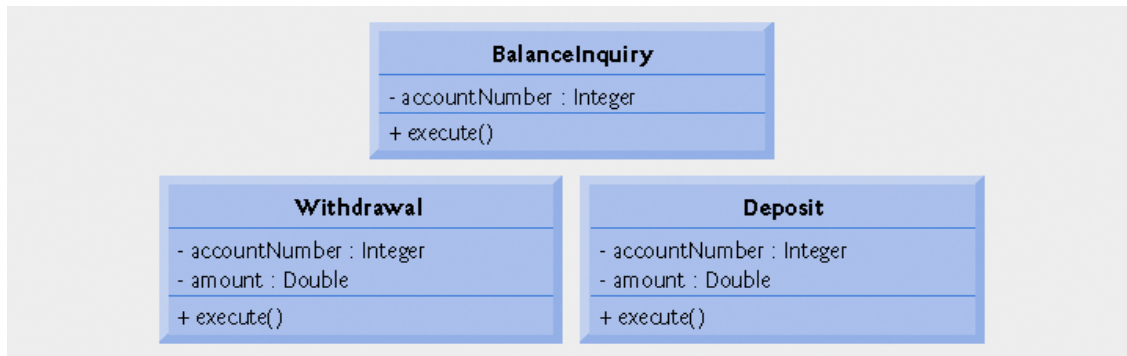 BalanceInquiry
- accountNumber : Integer
+ execute()
Withdrawal
- accountNumber : Integer
- amount : Double
+ execute()
Deposit
- accountNumber : Integer
- amount : Double
+ execute()